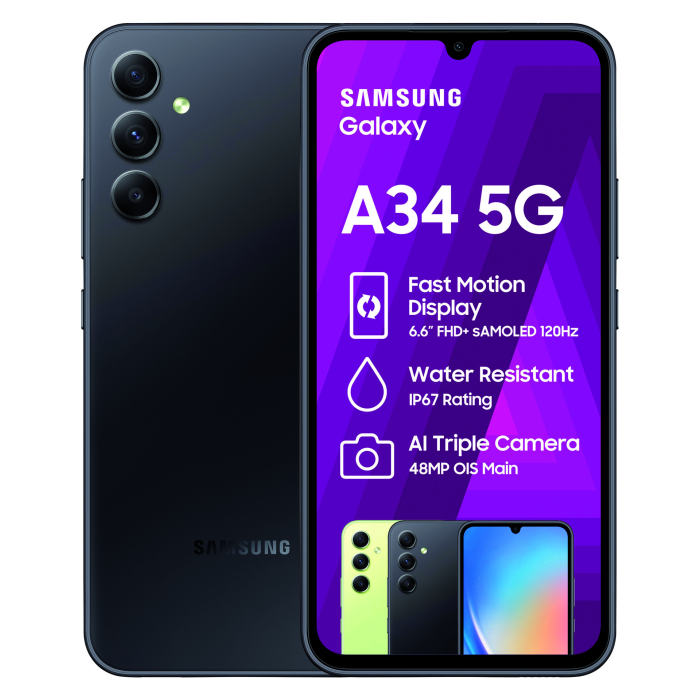 SAMSUNG
Galaxy
A34 5G
Fast Motion
Display
6.6" FHD+ sAMOLED 120Hz
Water Resistant
IP67 Rating
AI Triple Camera
48MP OIS Main
SAMSUNG